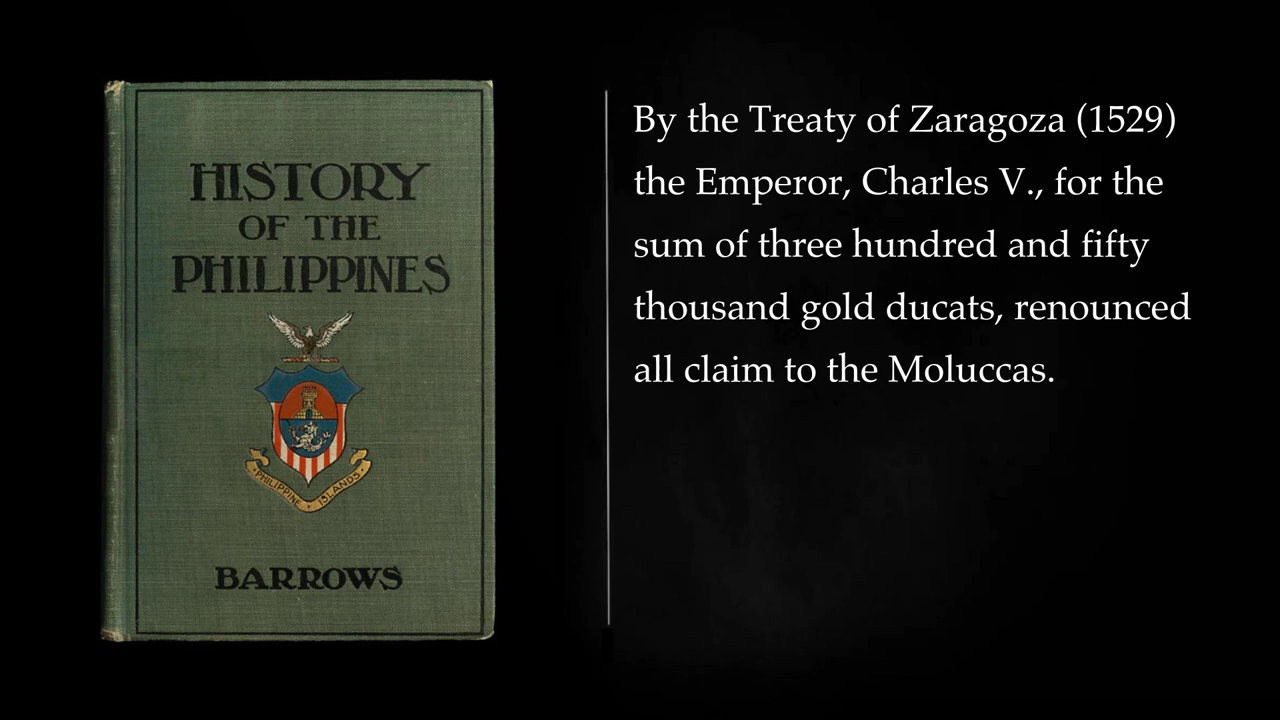 HISTORY
OF THE
PHILIPPINES
PHILIPPINE ISLANDS
BARROWS
By the Treaty of Zaragoza (1529)
the Emperor, Charles V., for the
sum of three hundred and fifty
thousand gold ducats, renounced
all claim to the Moluccas.